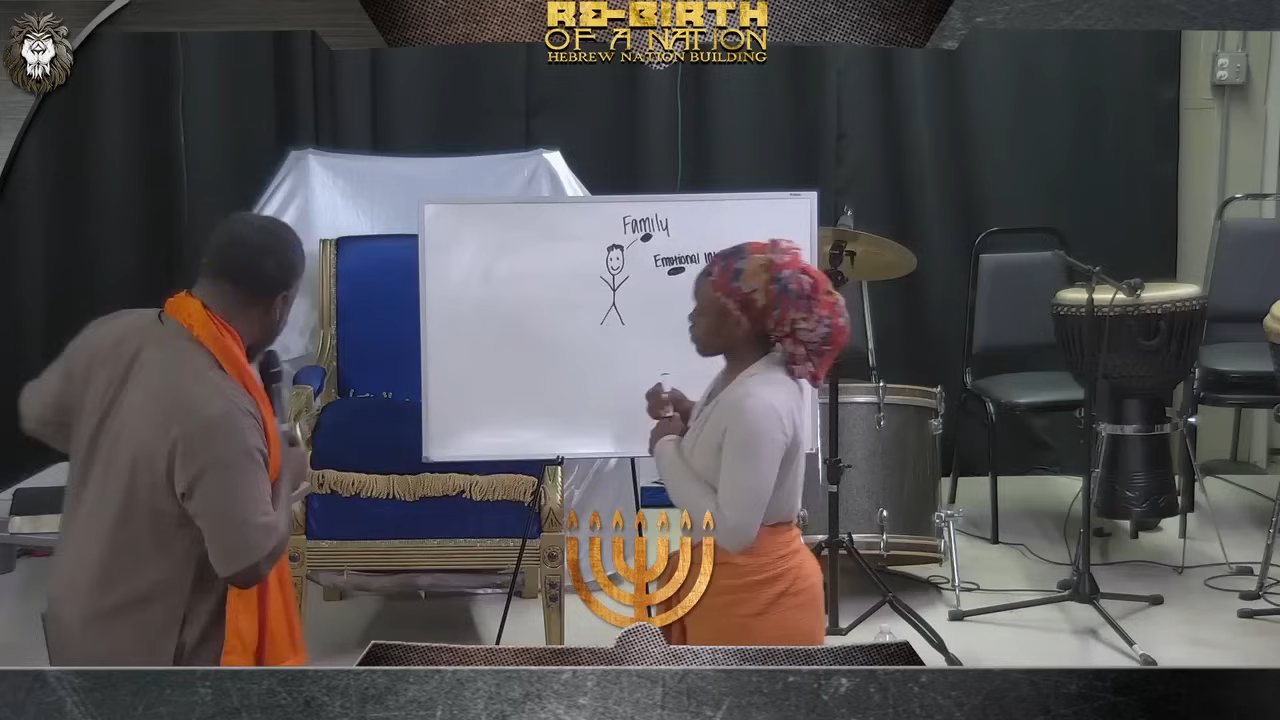 RE-BIRTH
OF A NATION
HEBREW NATION BUILDING
Family
Emotional